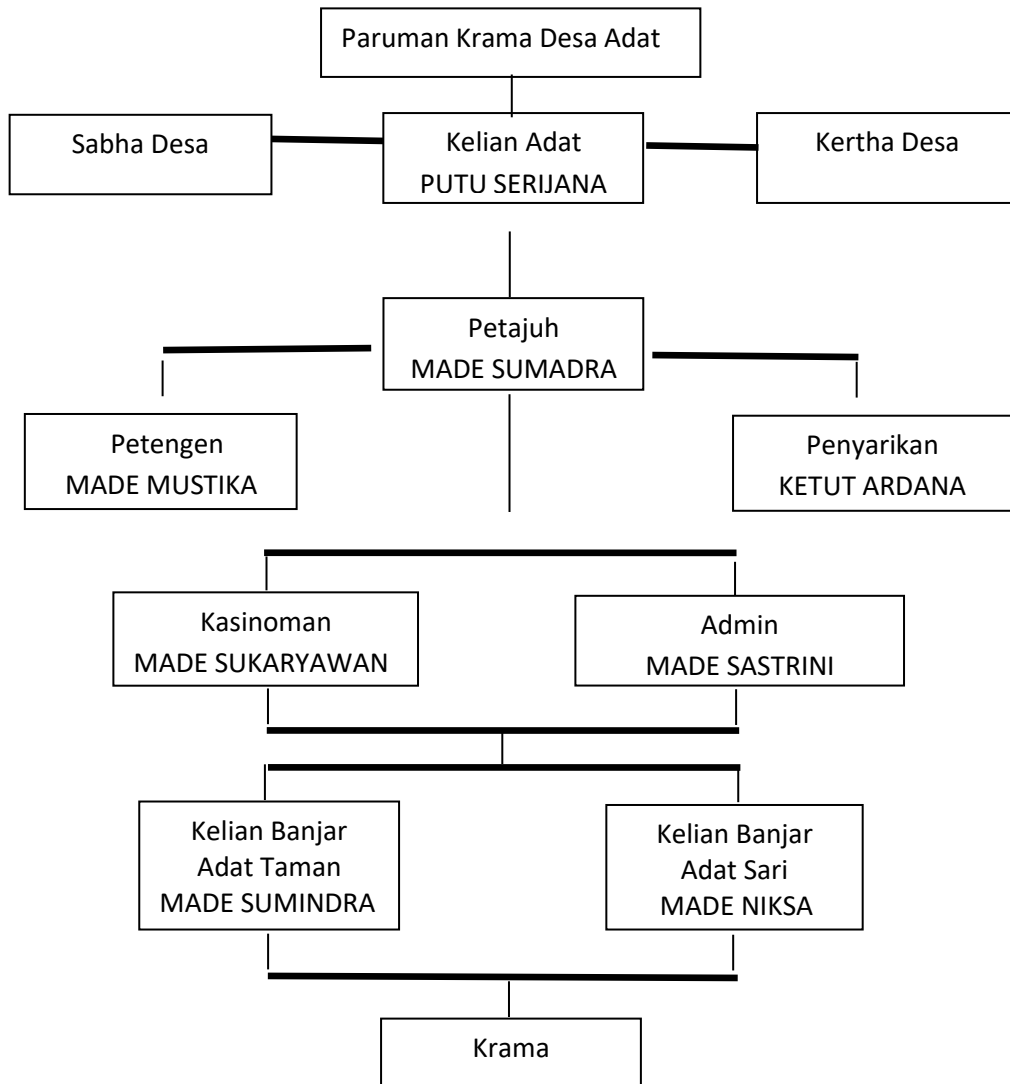 Paruman Krama Desa Adat
Sabha Desa
Kelian Adat
PUTU SERIJANA
Kertha Desa
Petajuh
MADE SUMADRA
Petengen
MADE MUSTIKA
Penyarikan
KETUT ARDANA
Kasinoman
MADE SUKARYAWAN
Admin
MADE SASTRINI
Kelian Banjar
Adat Taman
MADE SUMINDRA
Kelian Banjar
Adat Sari
MADE NIKSA
Krama